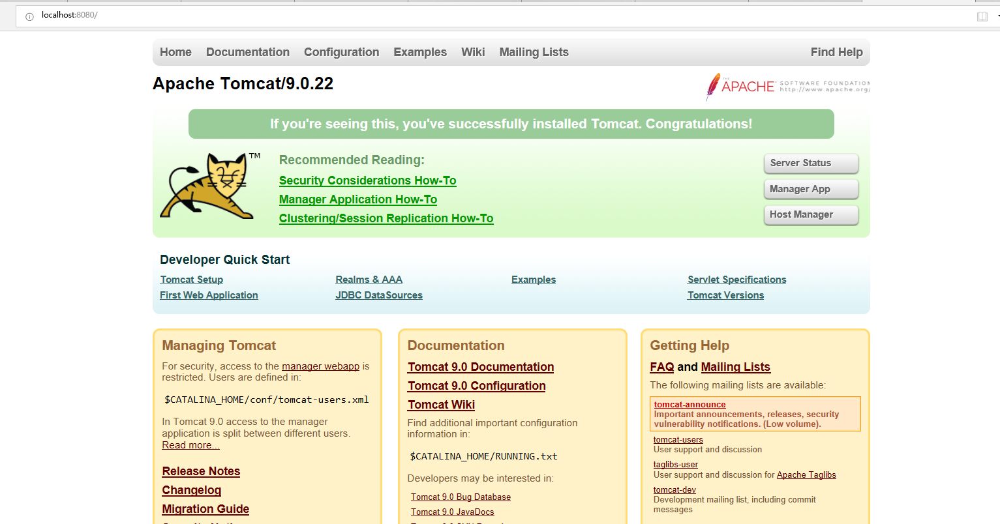 localhost:8080/
Home Documentation Configuration Examples Wiki Mailing Lists Find Help
Apache Tomcat/9.0.22
THE
APACHE™ SOFTWARE FOUNDATION
http://www.apache.org/
If you're seeing this, you've successfully installed Tomcat. Congratulations!
TM
Recommended Reading:
Security Considerations How-To
Manager Application How-To
Clustering/Session Replication How-To
Server Status
Manager App
Host Manager
Developer Quick Start
Tomcat Setup
First Web Application
Realms & AAA
JDBC DataSources
Examples
Servlet Specifications
Tomcat Versions
Managing Tomcat
For security, access to the manager webapp is
restricted. Users are defined in:
$CATALINA_HOME/conf/tomcat-users.xml
In Tomcat 9.0 access to the manager
application is split between different users.
Read more...
Release Notes
Changelog
Migration Guide
Documentation
Tomcat 9.0 Documentation
Tomcat 9.0 Configuration
Tomcat Wiki
Find additional important configuration
information in:
$CATALINA_HOME/RUNNING.txt
Developers may be interested in:
Tomcat 9.0 Bug Database
Tomcat 9.0 JavaDocs
Getting Help
FAQ and Mailing Lists
The following mailing lists are available:
tomcat-announce
Important announcements, releases, security
vulnerability notifications. (Low volume).
tomcat-users
User support and discussion
taglibs-user
User support and discussion for Apache Taglibs
tomcat-dev
Development mailing list, including commit
messages